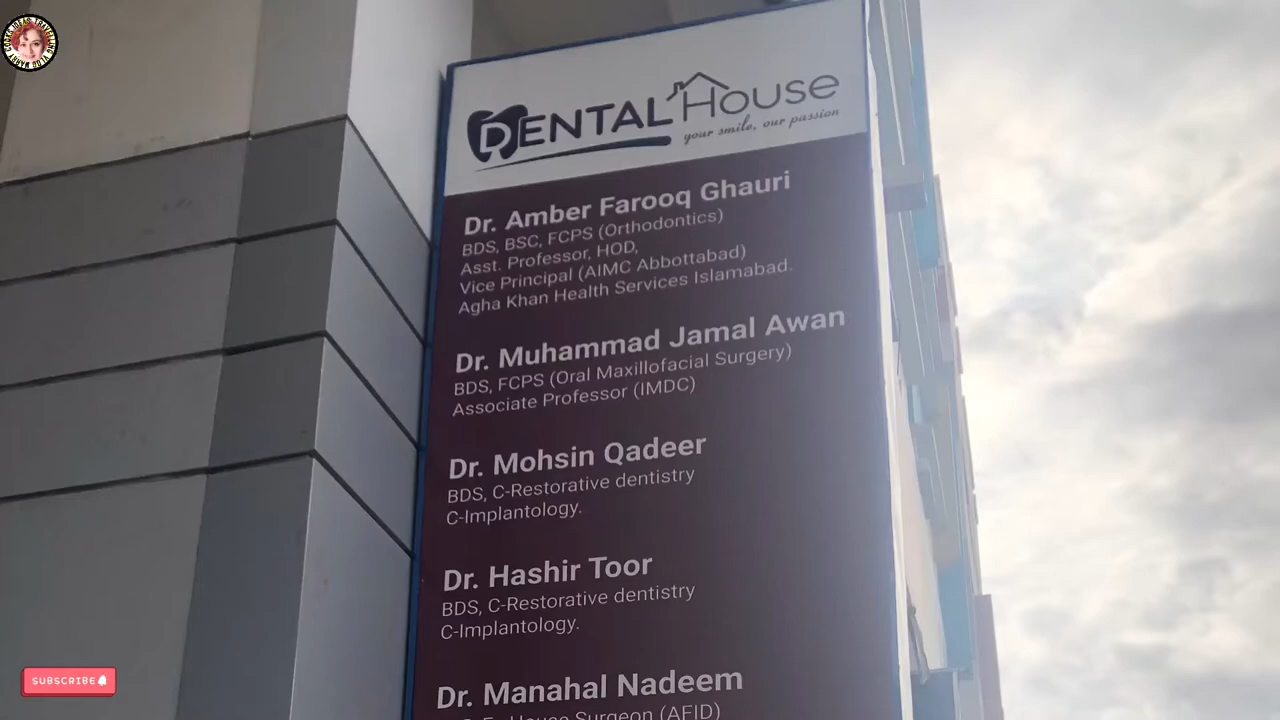 DENTAL House
your smile, our passion
Dr. Amber Farooq Ghauri
BDS, BSC, FCPS (Orthodontics)
Asst. Professor, HOD,
Vice Principal (AIMC Abbottabad)
Agha Khan Health Services Islamabad.
Dr. Muhammad Jamal Awan
BDS, FCPS (Oral Maxillofacial Surgery)
Associate Professor (IMDC)
Dr. Mohsin Qadeer
BDS, C-Restorative dentistry
C-Implantology.
Dr. Hashir Toor
BDS, C-Restorative dentistry
C-Implantology.
Dr. Manahal Nadeem
House Surgeon (AFID)
SUBSCRIBE